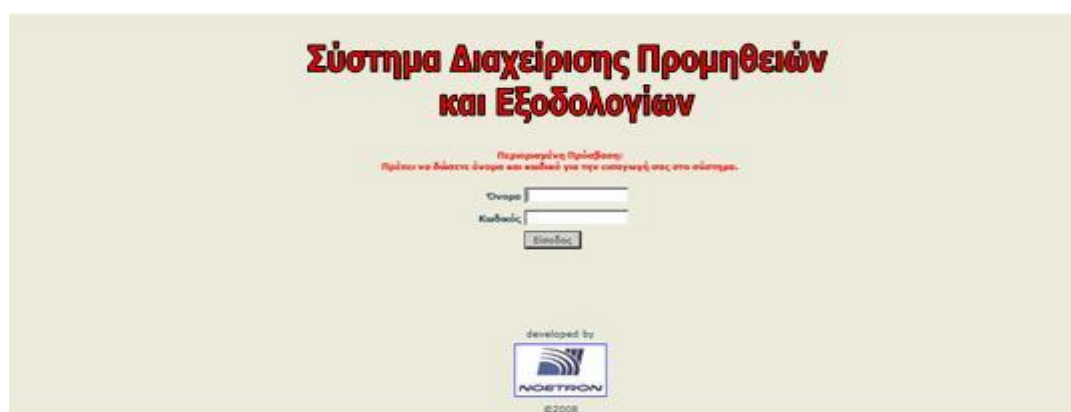 Σύστημα Διαχείρισης Προμηθειών
και Εξοδολογίων
Περιορισμένη Πρόσβαση:
Πρέπει να δώσετε όνομα και κωδικό για την εισαγωγή σας στο σύστημα.
Όνομα
Κωδικός
Είσοδος
developed by
NOETRON
©2008